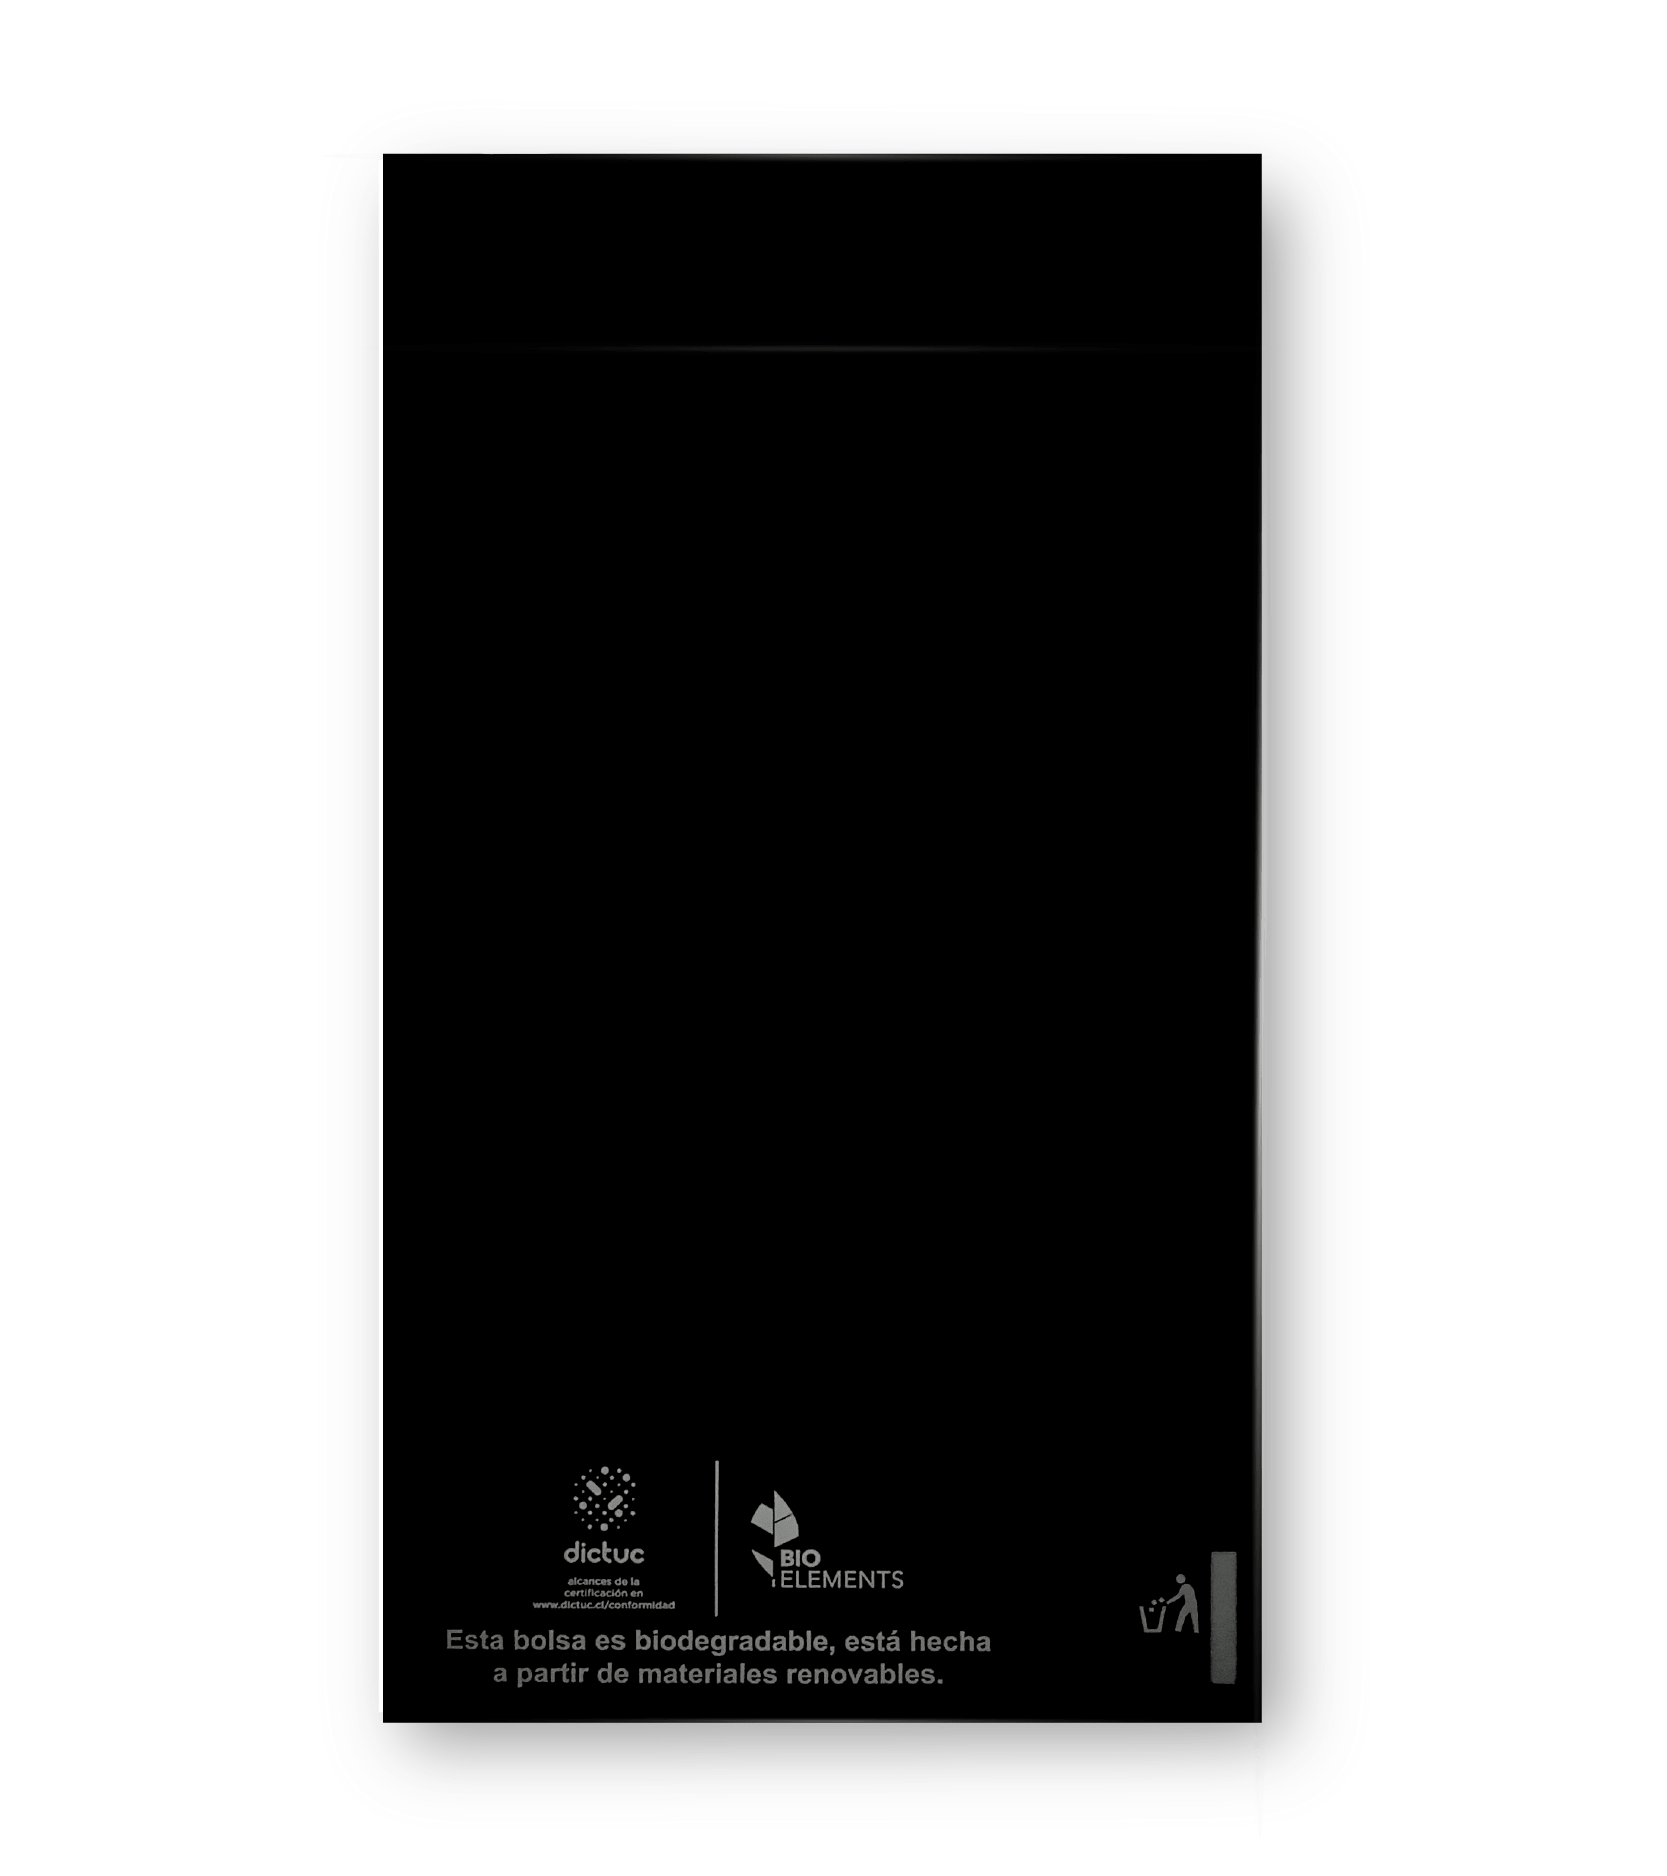 dictuc
alcances de la
certificación en
www.dictuc.cl/conformidad
BIO
ELEMENTS
Esta bolsa es biodegradable, está hecha
a partir de materiales renovables.